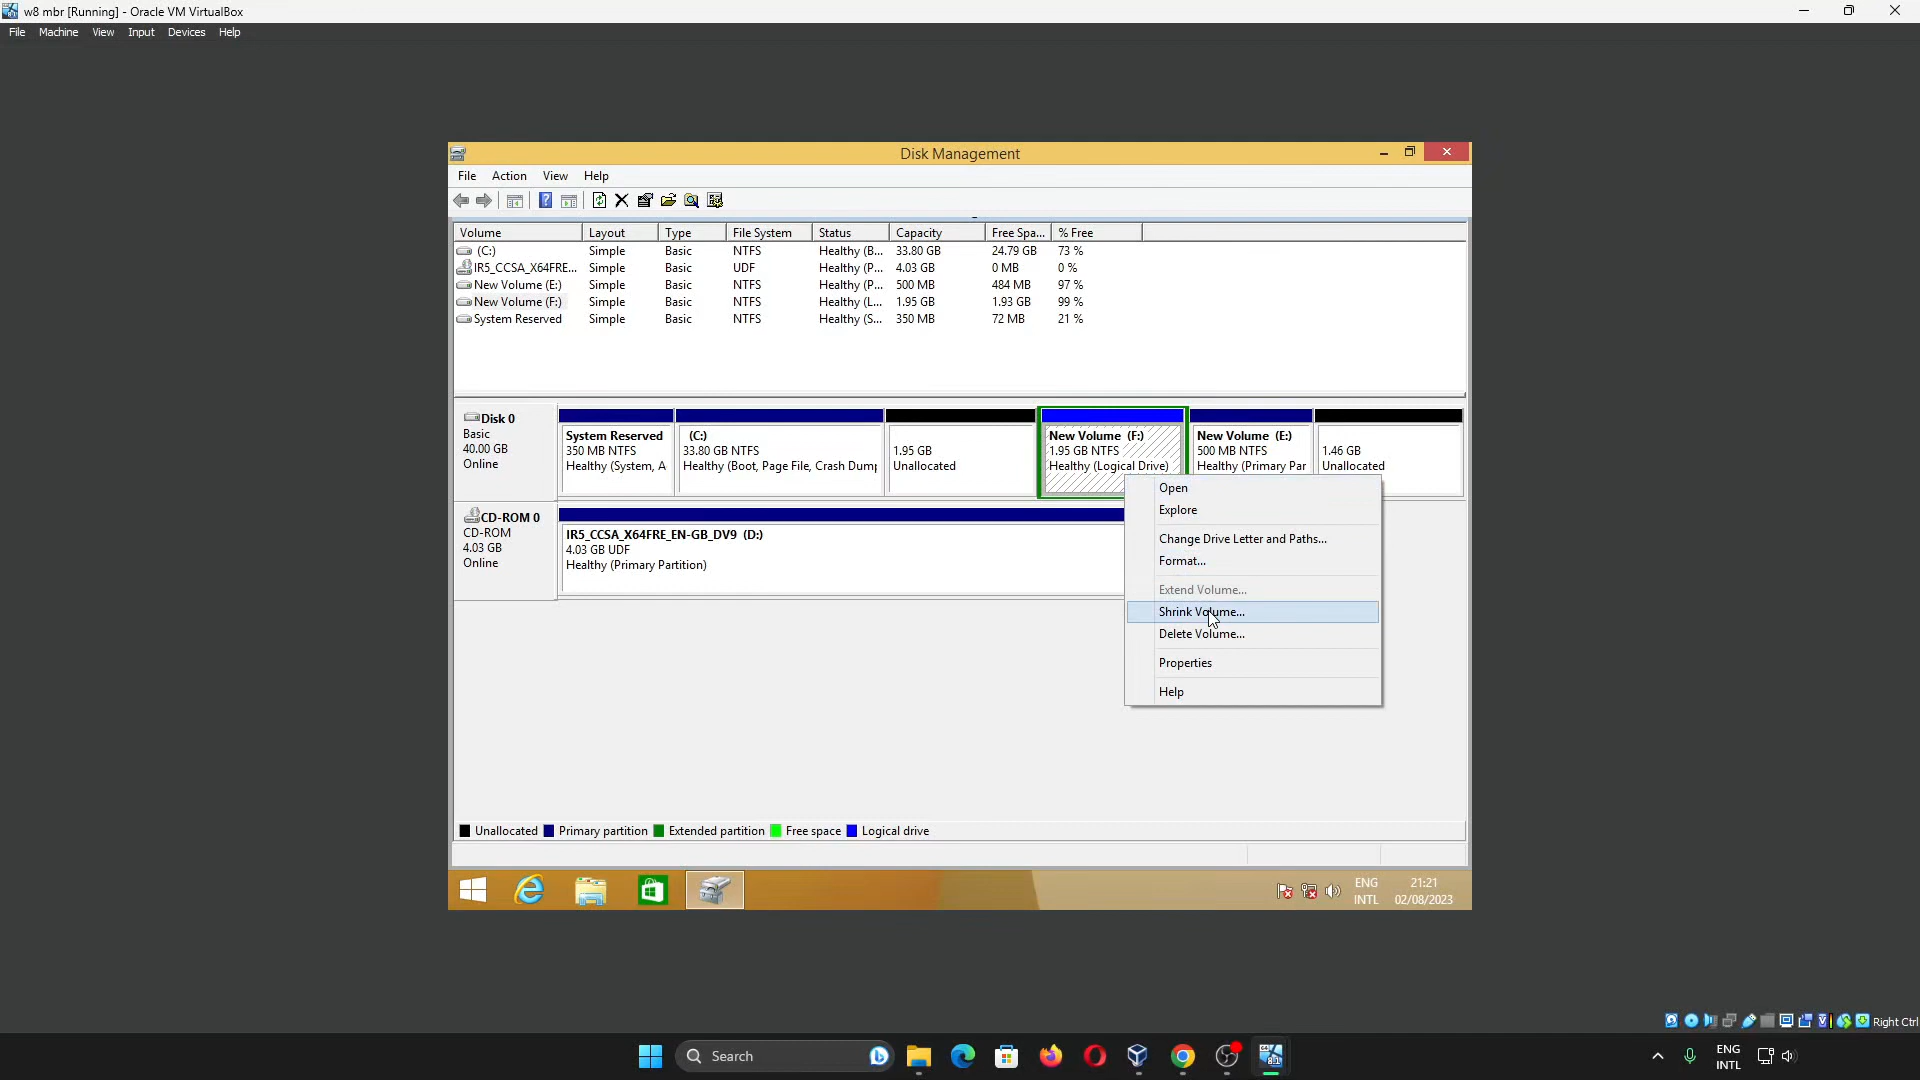 w8 mbr [Running] - Oracle VM VirtualBox
File Machine View Input Devices Help
Disk Management
File Action View Help
Volume Layout Type File System Status Capacity Free Spa... % Free
(C:) Simple Basic NTFS Healthy (B... 33.80 GB 24.79 GB 73 %
IR5_CCSA_X64FRE... Simple Basic UDF Healthy (P... 4.03 GB 0 MB 0 %
New Volume (E:) Simple Basic NTFS Healthy (P... 500 MB 484 MB 97 %
New Volume (F:) Simple Basic NTFS Healthy (L... 1.95 GB 1.93 GB 99 %
System Reserved Simple Basic NTFS Healthy (S... 350 MB 72 MB 21 %
Disk 0
Basic
40.00 GB
Online
System Reserved
350 MB NTFS
Healthy (System, A
(C:)
33.80 GB NTFS
Healthy (Boot, Page File, Crash Dump
1.95 GB
Unallocated
New Volume (F:)
1.95 GB NTFS
Healthy (Logical Drive)
New Volume (E:)
500 MB NTFS
Healthy (Primary Par
1.46 GB
Unallocated
CD-ROM 0
CD-ROM
4.03 GB
Online
IR5_CCSA_X64FRE_EN-GB_DV9 (D:)
4.03 GB UDF
Healthy (Primary Partition)
Open
Explore
Change Drive Letter and Paths...
Format...
Extend Volume...
Shrink Volume...
Delete Volume...
Properties
Help
Unallocated Primary partition Extended partition Free space Logical drive
ENG
INTL
21:21
02/08/2023
Right Ctrl
Search
ENG
INTL